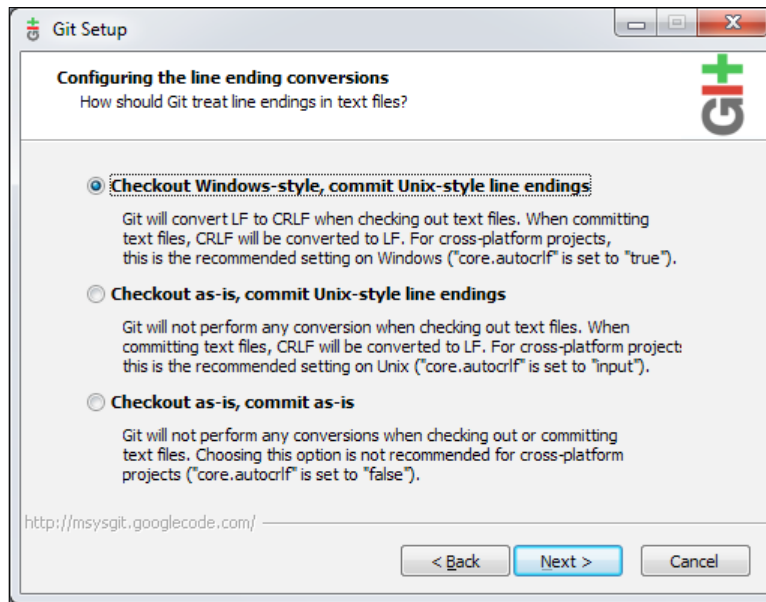 Git Setup
Configuring the line ending conversions
How should Git treat line endings in text files?
Git
Checkout Windows-style, commit Unix-style line endings
Git will convert LF to CRLF when checking out text files. When committing
text files, CRLF will be converted to LF. For cross-platform projects,
this is the recommended setting on Windows ("core.autocrlf" is set to "true").
Checkout as-is, commit Unix-style line endings
Git will not perform any conversion when checking out text files. When
committing text files, CRLF will be converted to LF. For cross-platform projects
this is the recommended setting on Unix ("core.autocrlf" is set to "input").
Checkout as-is, commit as-is
Git will not perform any conversions when checking out or committing
text files. Choosing this option is not recommended for cross-platform
projects ("core.autocrlf" is set to "false").
http://msysgit.googlecode.com/
< Back
Next >
Cancel